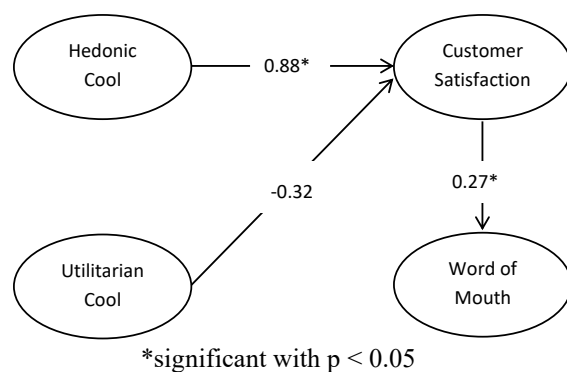 Hedonic
Cool
0.88*
Customer
Satisfaction
-0.32
0.27*
Utilitarian
Cool
Word of
Mouth
*significant with p < 0.05